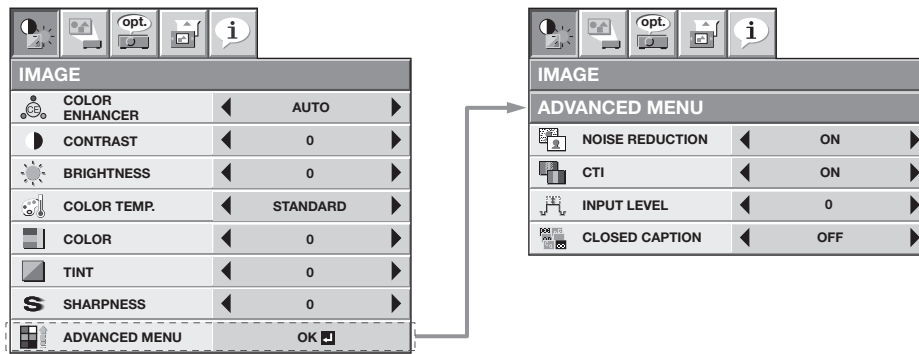 opt.
i
IMAGE
COLOR
ENHANCER
AUTO
CONTRAST
0
BRIGHTNESS
0
COLOR TEMP.
STANDARD
COLOR
0
TINT
0
SHARPNESS
0
ADVANCED MENU
OK
opt.
i
IMAGE
ADVANCED MENU
NOISE REDUCTION
ON
CTI
ON
INPUT LEVEL
0
CLOSED CAPTION
OFF